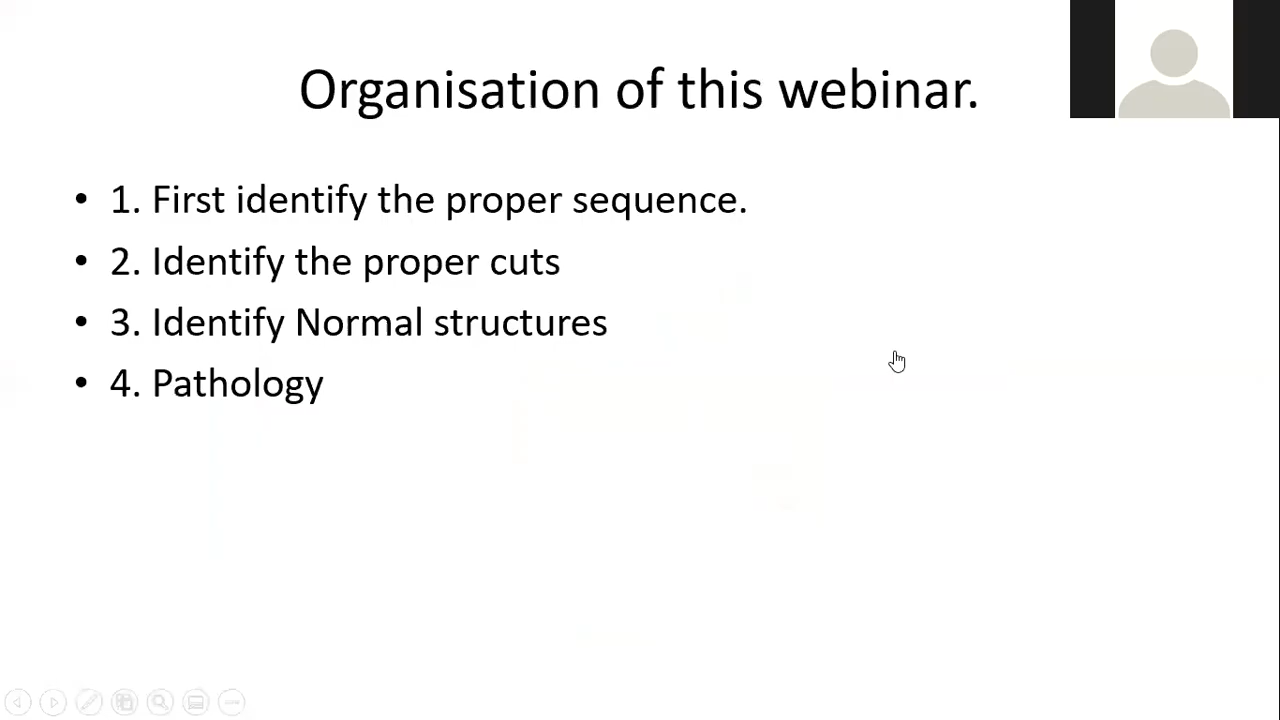 Organisation of this webinar.
• 1. First identify the proper sequence.
• 2. Identify the proper cuts
• 3. Identify Normal structures
• 4. Pathology